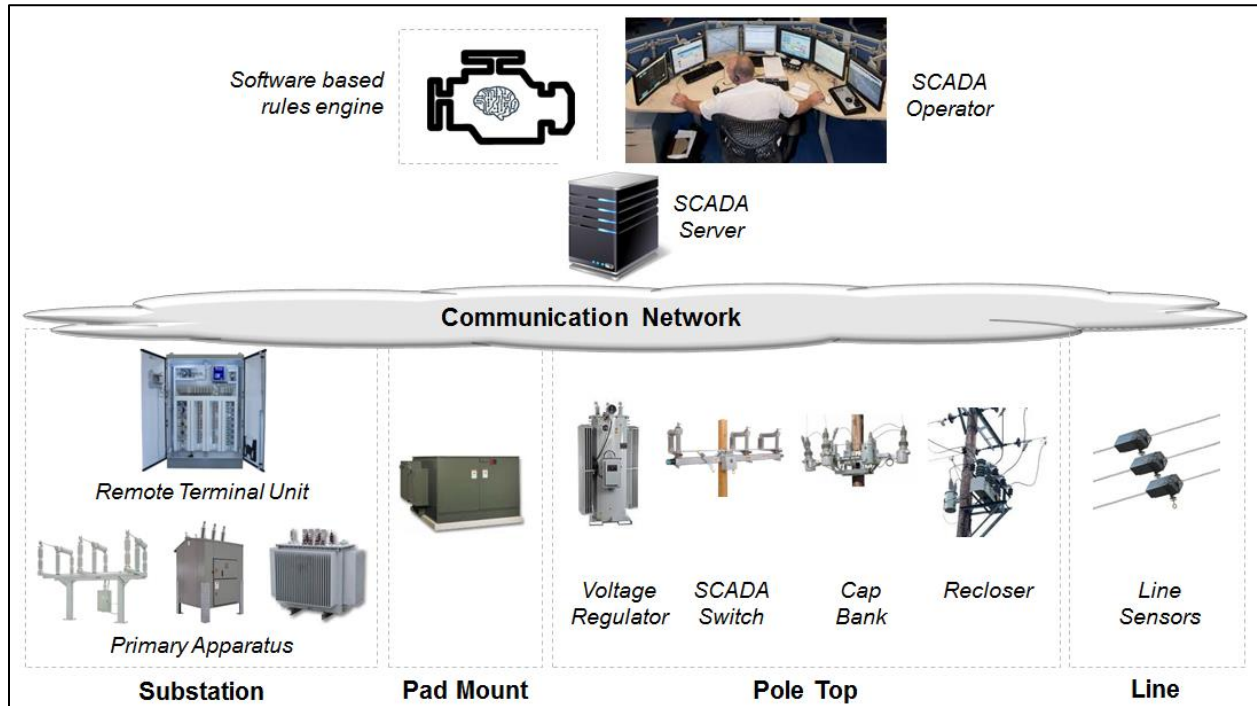 Software based
rules engine
SCADA
Operator
SCADA
Server
Communication Network
Remote Terminal Unit
Primary Apparatus
Voltage
Regulator
SCADA
Switch
Cap
Bank
Recloser
Line
Sensors
Substation
Pad Mount
Pole Top
Line